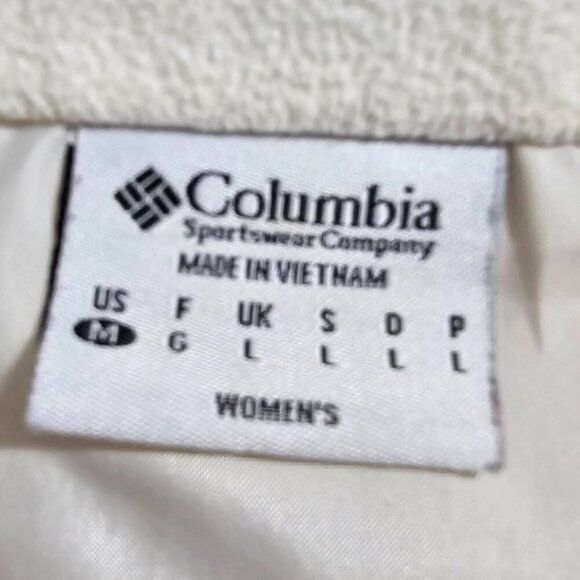 Columbia
Sportswear Company
MADE IN VIETNAM
US F UK S D P
M G L L L L
WOMEN'S